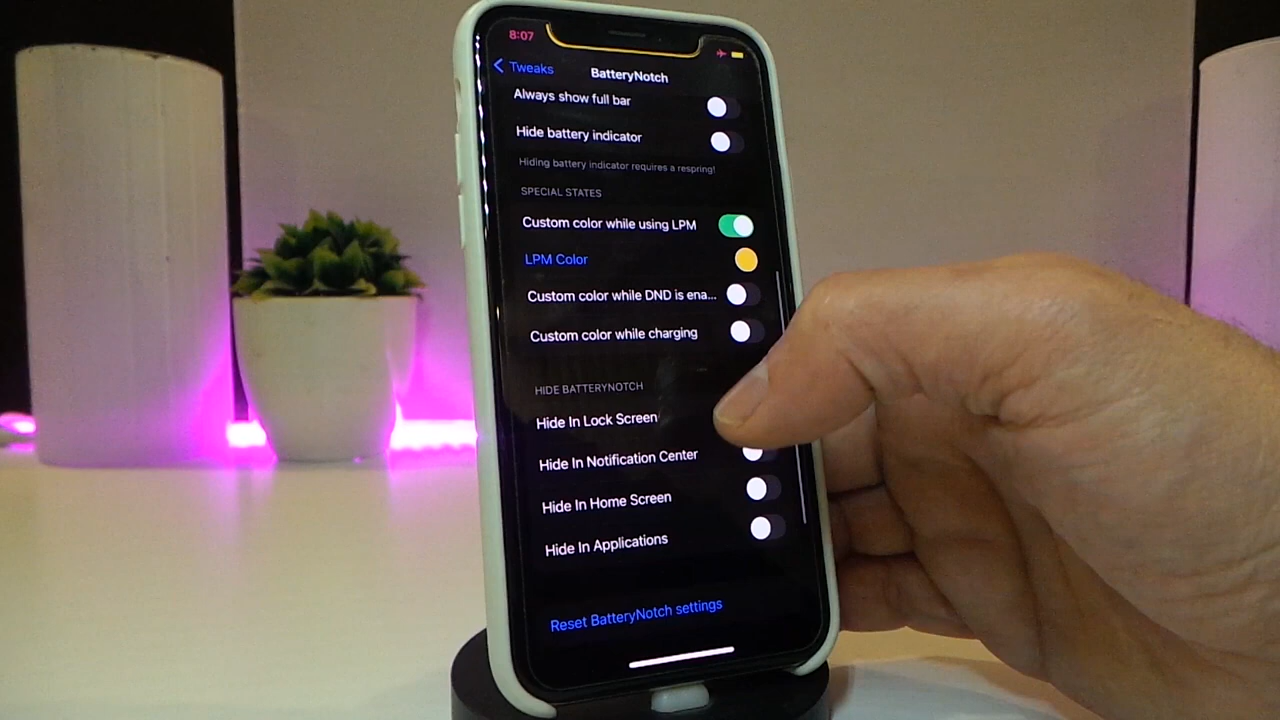 8:07
Tweaks
BatteryNotch
Always show full bar
Hide battery indicator
Hiding battery indicator requires a respring!
SPECIAL STATES
Custom color while using LPM
LPM Color
Custom color while DND is ena...
Custom color while charging
HIDE BATTERYNOTCH
Hide In Lock Screen
Hide In Notification Center
Hide In Home Screen
Hide In Applications
Reset BatteryNotch settings